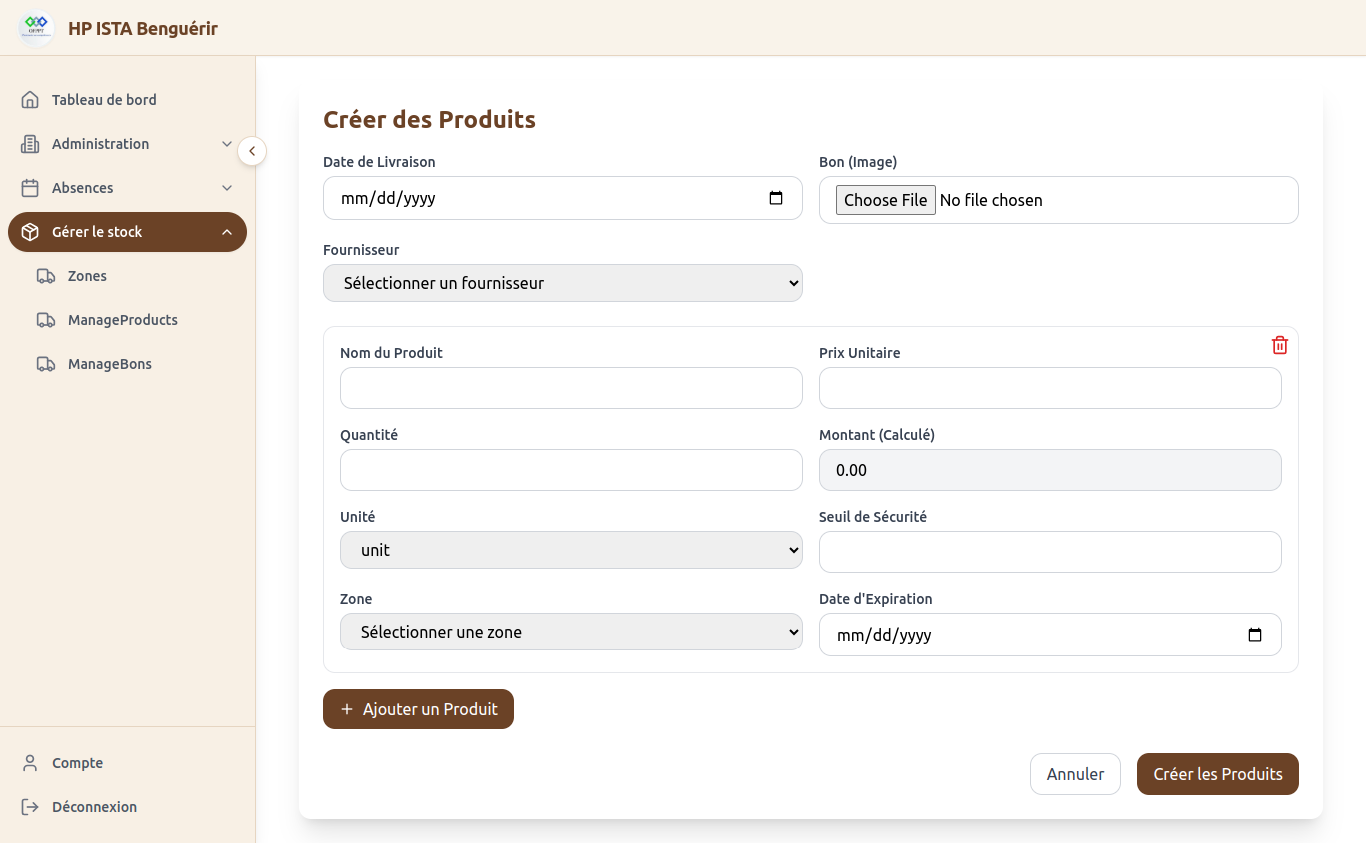 OFPPT
HP ISTA Benguérir
Tableau de bord
Administration
Absences
Gérer le stock
Zones
ManageProducts
ManageBons
Compte
Déconnexion
Créer des Produits
Date de Livraison
Bon (Image)
mm/dd/yyyy
Choose File No file chosen
Fournisseur
Sélectionner un fournisseur
Nom du Produit
Prix Unitaire
Quantité
Montant (Calculé)
0.00
Unité
Seuil de Sécurité
unit
Zone
Date d'Expiration
Sélectionner une zone
mm/dd/yyyy
+ Ajouter un Produit
Annuler
Créer les Produits